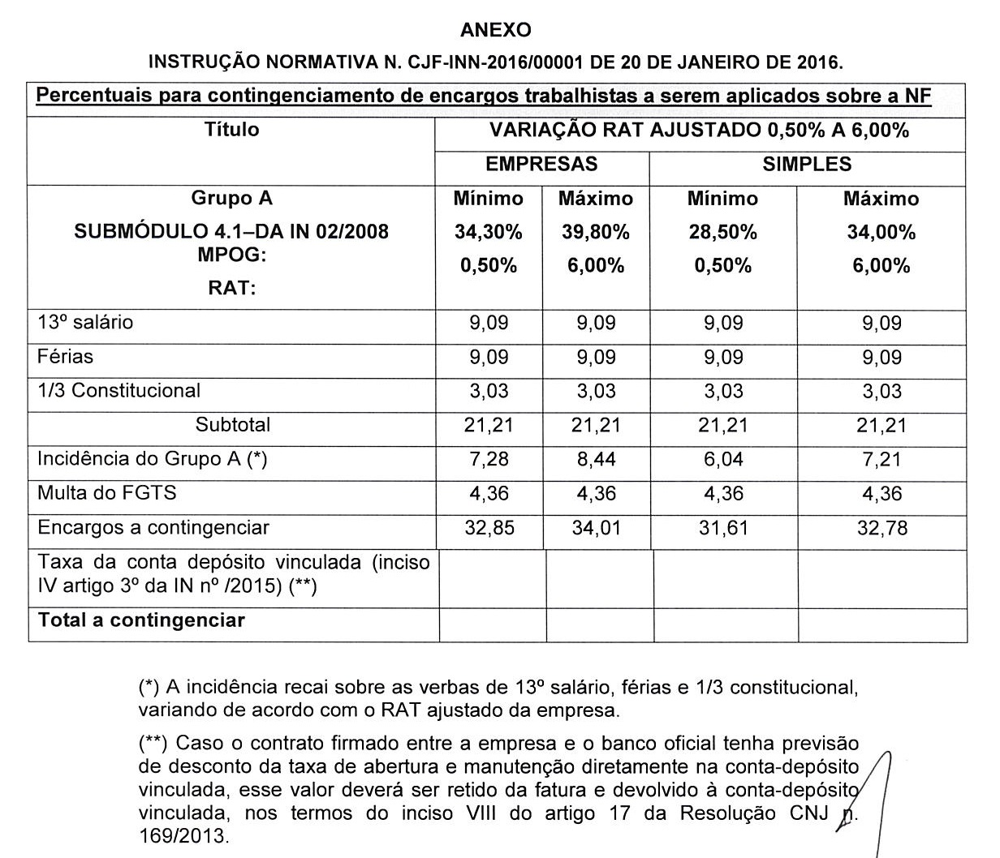 ANEXO
INSTRUÇÃO NORMATIVA N. CJF-INN-2016/00001 DE 20 DE JANEIRO DE 2016.
Percentuais para contingenciamento de encargos trabalhistas a serem aplicados sobre a NF
Título VARIAÇÃO RAT AJUSTADO 0,50% A 6,00%
EMPRESAS SIMPLES
Grupo A Mínimo Máximo Mínimo Máximo
SUBMÓDULO 4.1–DA IN 02/2008 34,30% 39,80% 28,50% 34,00%
MPOG:
0,50% 6,00% 0,50% 6,00%
RAT:
13º salário 9,09 9,09 9,09 9,09
Férias 9,09 9,09 9,09 9,09
1/3 Constitucional 3,03 3,03 3,03 3,03
Subtotal 21,21 21,21 21,21 21,21
Incidência do Grupo A (*) 7,28 8,44 6,04 7,21
Multa do FGTS 4,36 4,36 4,36 4,36
Encargos a contingenciar 32,85 34,01 31,61 32,78
Taxa da conta depósito vinculada (inciso
IV artigo 3º da IN nº /2015) (**)
Total a contingenciar
(*) A incidência recai sobre as verbas de 13º salário, férias e 1/3 constitucional,
variando de acordo com o RAT ajustado da empresa.
(**) Caso o contrato firmado entre a empresa e o banco oficial tenha previsão
de desconto da taxa de abertura e manutenção diretamente na conta-depósito
vinculada, esse valor deverá ser retido da fatura e devolvido à conta-depósito
vinculada, nos termos do inciso VIII do artigo 17 da Resolução CNJ n.
169/2013.